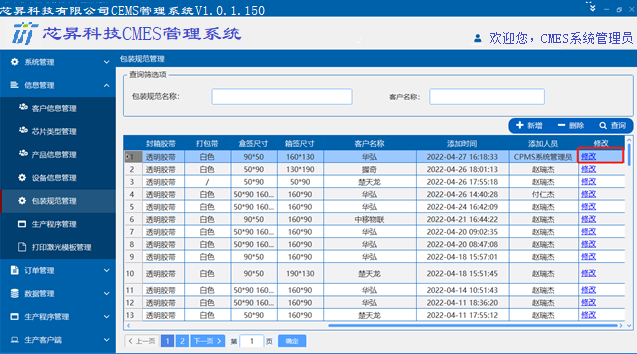 芯昇科技有限公司CEMS管理系统V1.0.1.150
芯昇科技CMES管理系统
欢迎您，CMES系统管理员
系统管理
信息管理
客户信息管理
芯片类型管理
产品信息管理
设备信息管理
包装规范管理
生产程序管理
打印激光模板管理
订单管理
数据管理
生产程序管理
生产客户端
包装规范管理
查询筛选项
包装规范名称：
客户名称：
新增 删除 查询
封箱胶带 打包带 盒签尺寸 箱签尺寸 客户名称 添加时间 添加人员 修改
1 透明胶带 白色 90*50 160*130 华弘 2022-04-27 16:18:33 CPMS系统管理员 修改
2 透明胶带 白色 50*90 130*190 握奇 2022-04-26 18:01:13 赵瑞杰 修改
3 透明胶带 / 50*90 50*90 楚天龙 2022-04-26 17:55:18 赵瑞杰 修改
4 透明胶带 白色 50*90 160... 160*90 华弘 2022-04-26 14:40:28 付仁杰 修改
5 透明胶带 白色 50*90 160... 160*90 华弘 2022-04-24 16:42:09 赵瑞杰 修改
6 透明胶带 白色 90*50 160*90 中移物联 2022-04-21 16:44:22 赵瑞杰 修改
7 透明胶带 白色 50*90 160... 160*90 华弘 2022-04-20 09:02:35 赵瑞杰 修改
8 透明胶带 白色 50*90 160... 160*90 华弘 2022-04-20 08:47:08 赵瑞杰 修改
9 透明胶带 白色 90*50 160*90 华弘 2022-04-18 15:57:01 赵瑞杰 修改
10 透明胶带 白色 90*50 190*130 楚天龙 2022-04-18 15:51:45 赵瑞杰 修改
11 透明胶带 白色 50*90 160... 160*90 华弘 2022-04-14 10:51:43 赵瑞杰 修改
12 透明胶带 白色 50*90 160... 160*90 华弘 2022-04-11 18:36:20 赵瑞杰 修改
13 透明胶带 白色 50*90 160... 160*90 楚天龙 2022-04-11 17:55:12 赵瑞杰 修改
上一页 1 2 下一页 第 1 页 确定